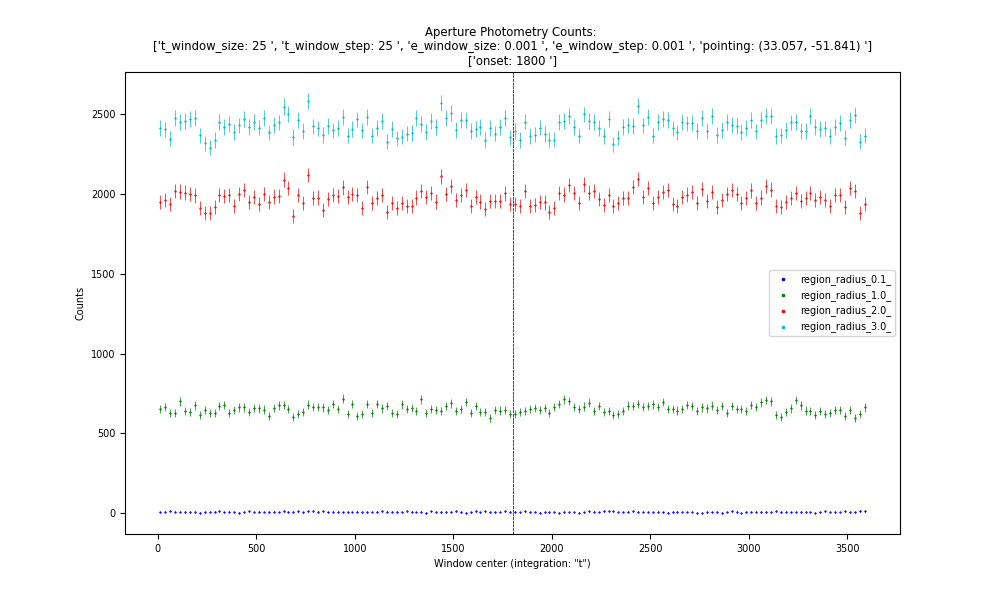 Aperture Photometry Counts:
['t_window_size: 25 ', 't_window_step: 25 ', 'e_window_size: 0.001 ', 'e_window_step: 0.001 ', 'pointing: (33.057, -51.841) ']
['onset: 1800 ']
2500
2000
1500
1000
500
0
Counts
region_radius_0.1_
region_radius_1.0_
region_radius_2.0_
region_radius_3.0_
0 500 1000 1500 2000 2500 3000 3500
Window center (integration: "t")